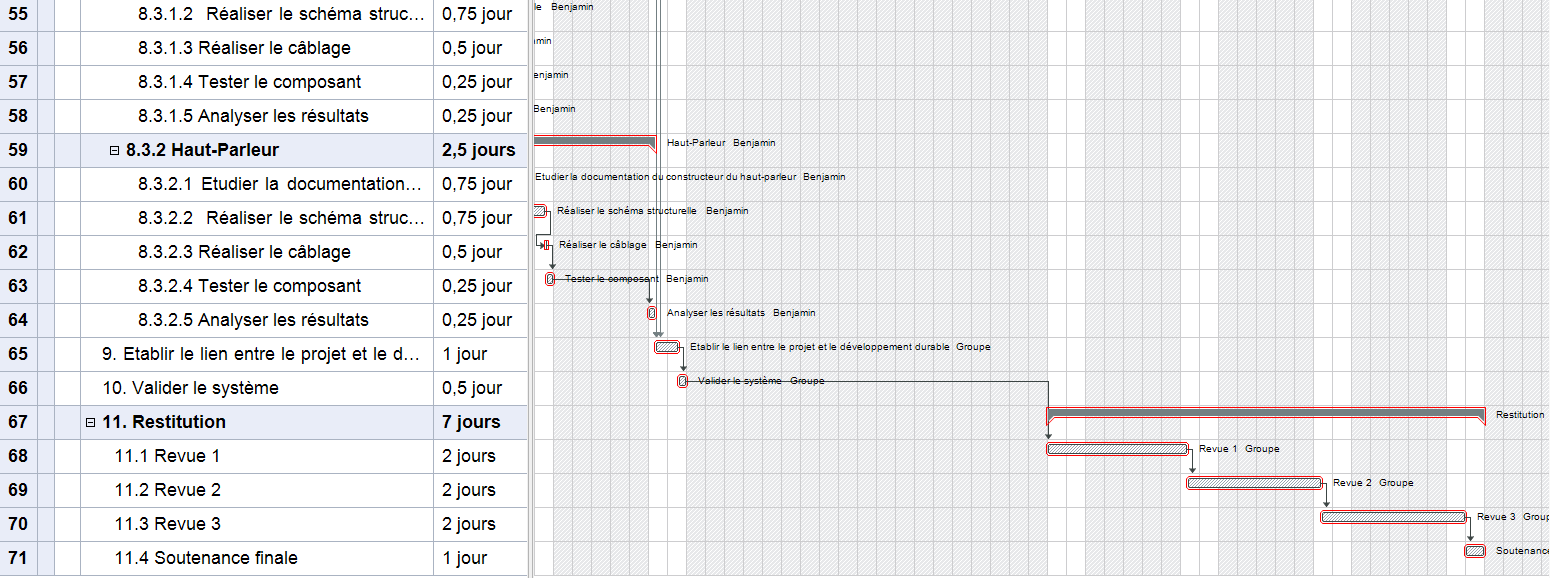 55 8.3.1.2 Réaliser le schéma struc... 0,75 jour le Benjamin
56 8.3.1.3 Réaliser le câblage 0,5 jour
57 8.3.1.4 Tester le composant 0,25 jour
58 8.3.1.5 Analyser les résultats 0,25 jour Benjamin
59 8.3.2 Haut-Parleur 2,5 jours Haut-Parleur Benjamin
60 8.3.2.1 Etudier la documentation... 0,75 jour Etudier la documentation du constructeur du haut-parleur Benjamin
61 8.3.2.2 Réaliser le schéma struc... 0,75 jour Réaliser le schéma structurelle Benjamin
62 8.3.2.3 Réaliser le câblage 0,5 jour Réaliser le câblage Benjamin
63 8.3.2.4 Tester le composant 0,25 jour Tester le composant Benjamin
64 8.3.2.5 Analyser les résultats 0,25 jour Analyser les résultats Benjamin
65 9. Etablir le lien entre le projet et le d... 1 jour Etablir le lien entre le projet et le développement durable Groupe
66 10. Valider le système 0,5 jour Valider le système Groupe
67 11. Restitution 7 jours Restitution
68 11.1 Revue 1 2 jours Revue 1 Groupe
69 11.2 Revue 2 2 jours Revue 2 Groupe
70 11.3 Revue 3 2 jours Revue 3 Group
71 11.4 Soutenance finale 1 jour Soutenance